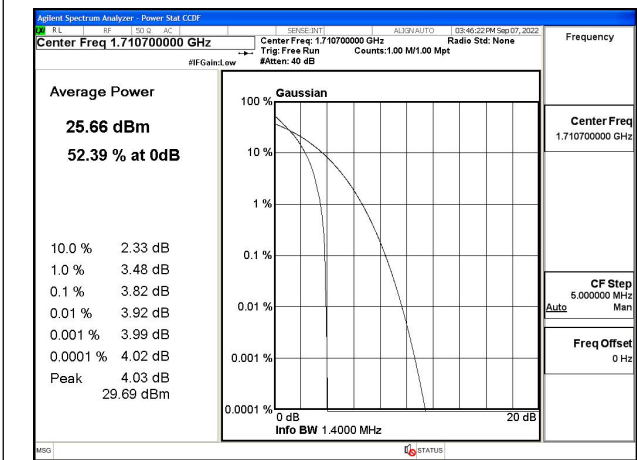 Agilent Spectrum Analyzer - Power Stat CCDF
RL RF 50 Ω AC SENSE:INT ALIGN AUTO 03:46:22 PM Sep 07, 2022
Center Freq 1.710700000 GHz
Center Freq: 1.710700000 GHz Radio Std: None
Trig: Free Run Counts:1.00 M/1.00 Mpt
#IFGain:Low #Atten: 40 dB
Frequency
Average Power
25.66 dBm
52.39 % at 0dB
10.0 % 2.33 dB
1.0 % 3.48 dB
0.1 % 3.82 dB
0.01 % 3.92 dB
0.001 % 3.99 dB
0.0001 % 4.02 dB
Peak 4.03 dB
29.69 dBm
Gaussian
100 %
10 %
1 %
0.1 %
0.01 %
0.001 %
0.0001 %
0 dB 20 dB
Info BW 1.4000 MHz
Center Freq
1.710700000 GHz
CF Step
5.000000 MHz
Auto Man
Freq Offset
0 Hz
MSG STATUS